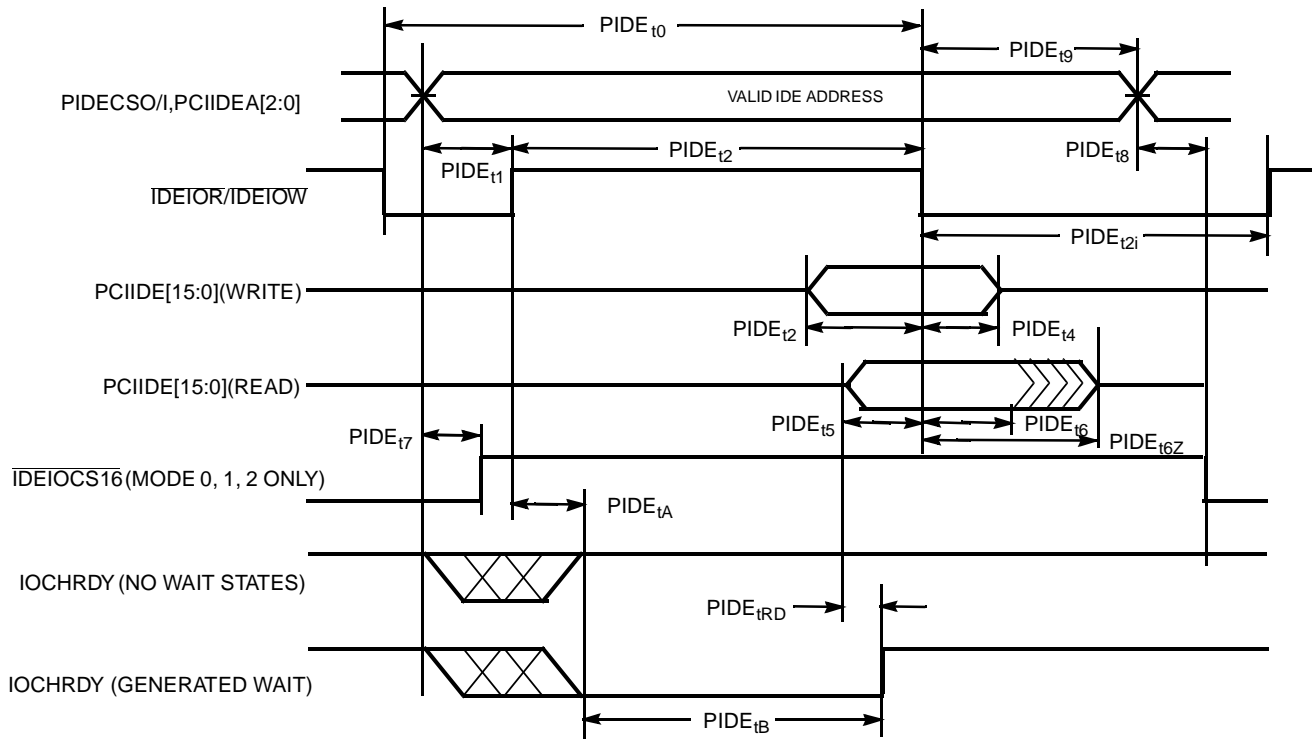 PIDEt0
PIDEt9
PIDECSO/I,PCIIDEA[2:0]
VALID IDE ADDRESS
PIDEt1
PIDEt2
PIDEt8
IDEIOR/IDEIOW
PIDEt2i
PCIIDE[15:0](WRITE)
PIDEt2
PIDEt4
PCIIDE[15:0](READ)
PIDEt5
PIDEt6
PIDEt7
PIDEt6Z
IDEIOCS16(MODE 0, 1, 2 ONLY)
PIDEtA
IOCHRDY (NO WAIT STATES)
PIDEtRD
IOCHRDY (GENERATED WAIT)
PIDEtB